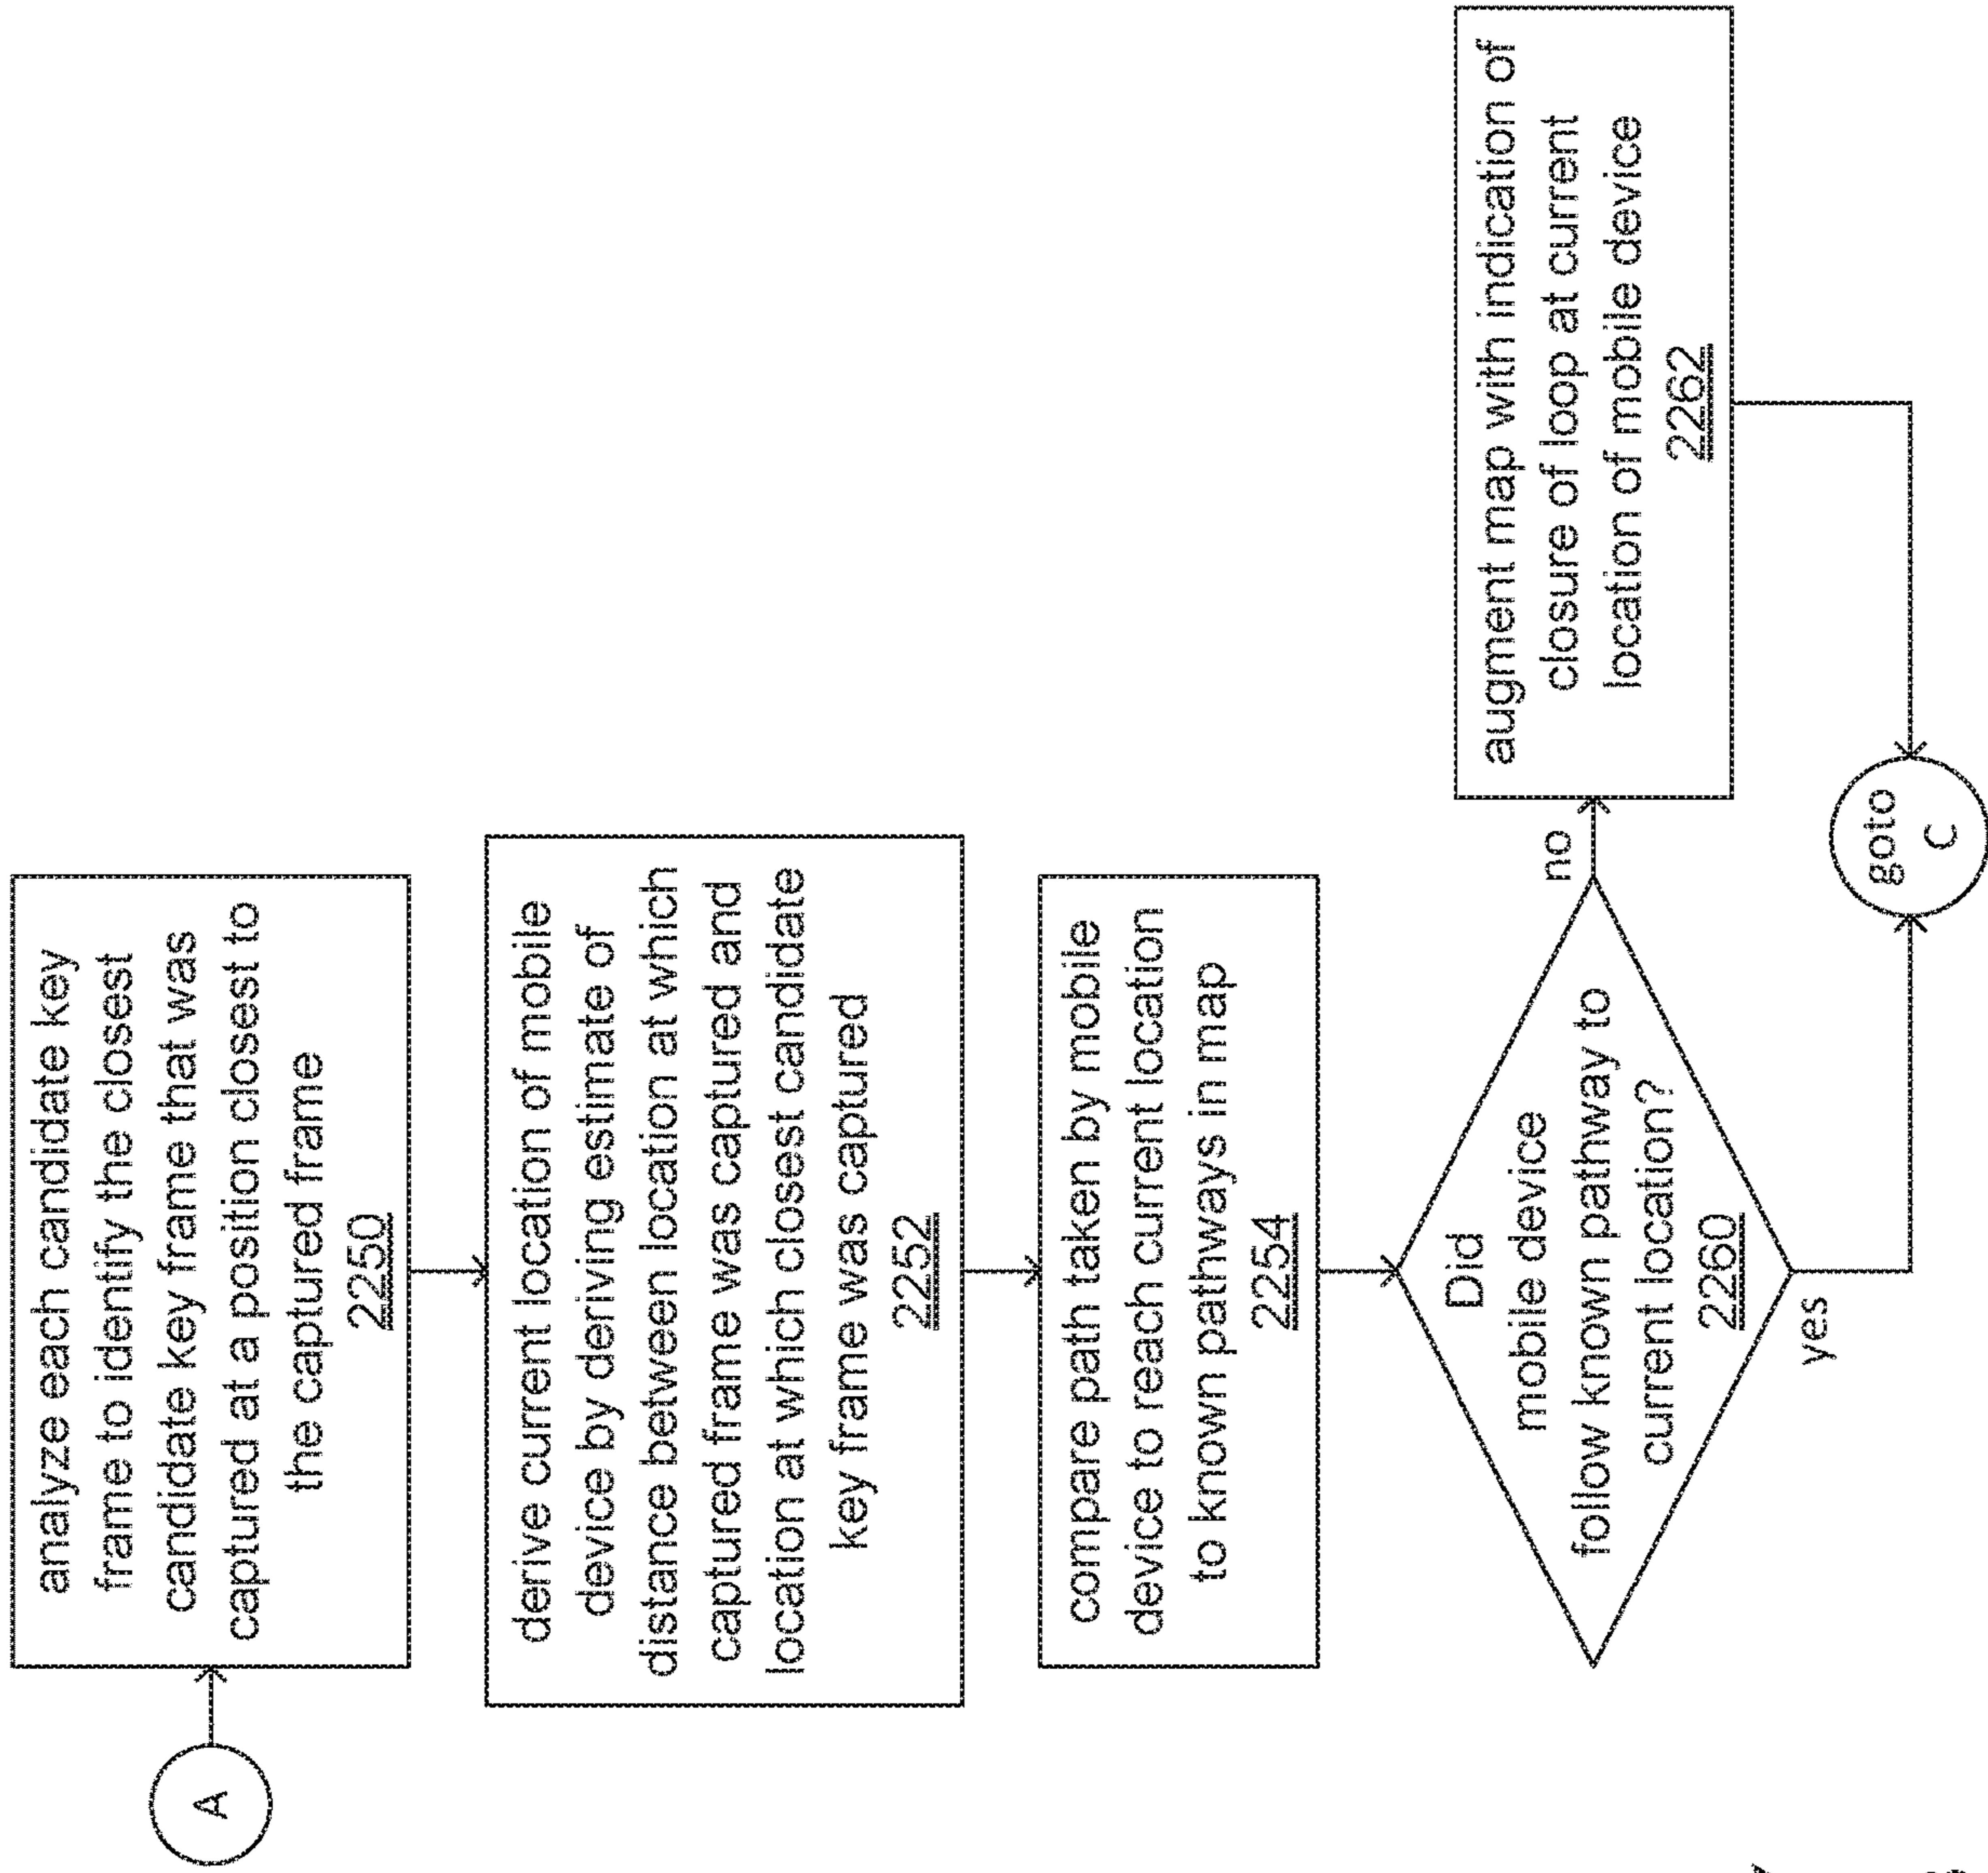 A
analyze each candidate key
frame to identify the closest
candidate key frame that was
captured at a position closest to
the captured frame
2250
derive current location of mobile
device by deriving estimate of
distance between location at which
captured frame was captured and
location at which closest candidate
key frame was captured
2252
compare path taken by mobile
device to reach current location
to known pathways in map
2254
Did
mobile device
follow known pathway to
current location?
2260
no
yes
augment map with indication of
closure of loop at current
location of mobile device
2262
goto
C